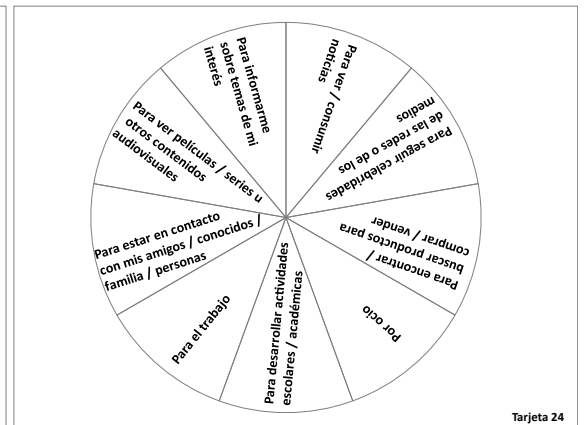 Para ver / consumir
noticias
Para seguir celebridades
de las redes o de los
medios
Para encontrar /
buscar productos para
comprar / vender
Por ocio
Para desarrollar actividades
escolares / académicas
Para el trabajo
Para estar en contacto
con mis amigos / conocidos /
familia / personas
Para ver películas / series u
otros contenidos
audiovisuales
Para informarme
sobre temas de mi
interés
Tarjeta 24